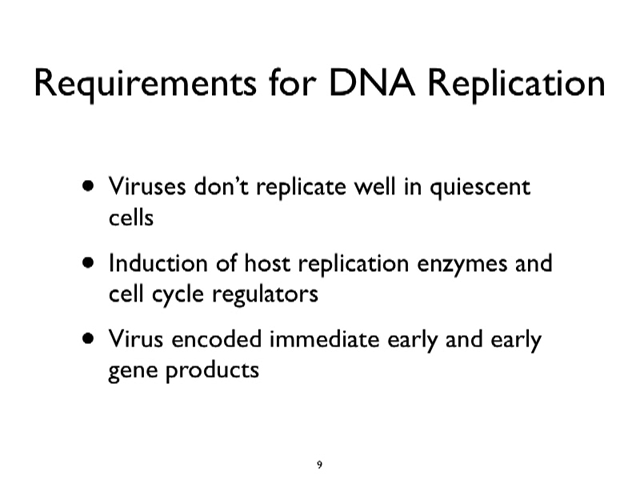 Requirements for DNA Replication
• Viruses don't replicate well in quiescent
cells
• Induction of host replication enzymes and
cell cycle regulators
• Virus encoded immediate early and early
gene products
9